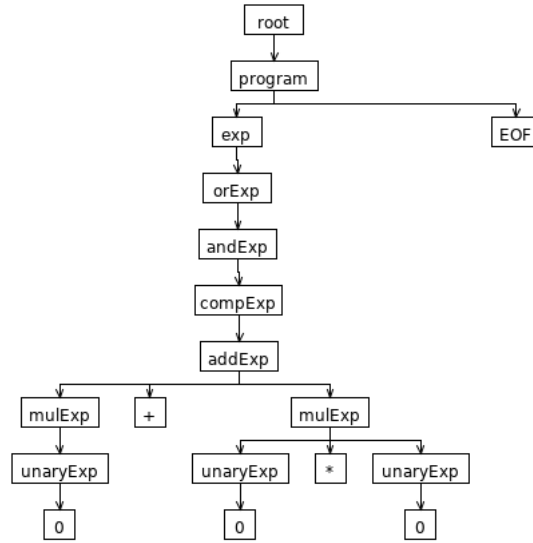 root
program
exp EOF
orExp
andExp
compExp
addExp
mulExp + mulExp
unaryExp unaryExp * unaryExp
0 0 0